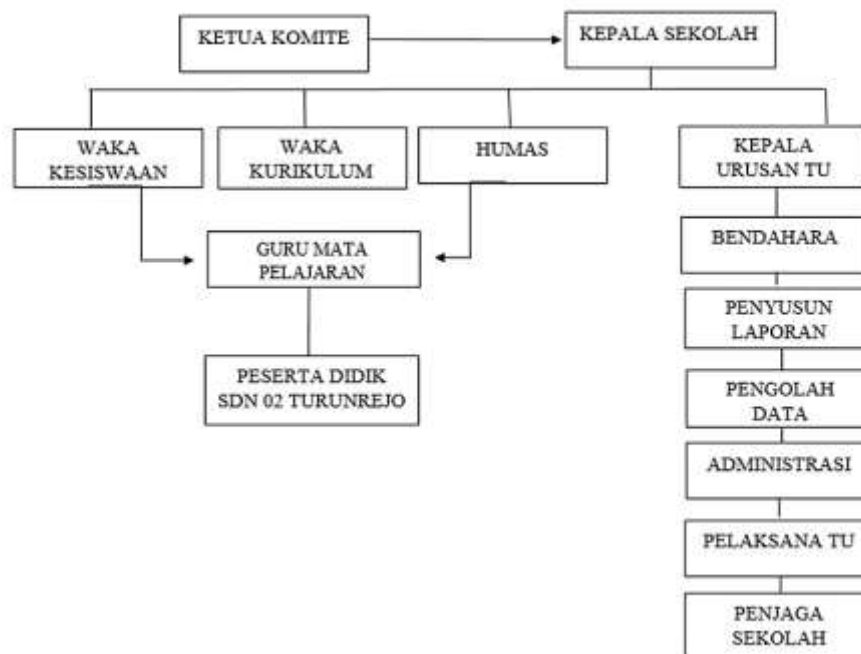 KETUA KOMITE
KEPALA SEKOLAH
WAKA
KESISWAAN
WAKA
KURIKULUM
HUMAS
KEPALA
URUSAN TU
GURU MATA
PELAJARAN
PESERTA DIDIK
SDN 02 TURUNREJO
BENDAHARA
PENYUSUN
LAPORAN
PENGOLAH
DATA
ADMINISTRASI
PELAKSANA TU
PENJAGA
SEKOLAH